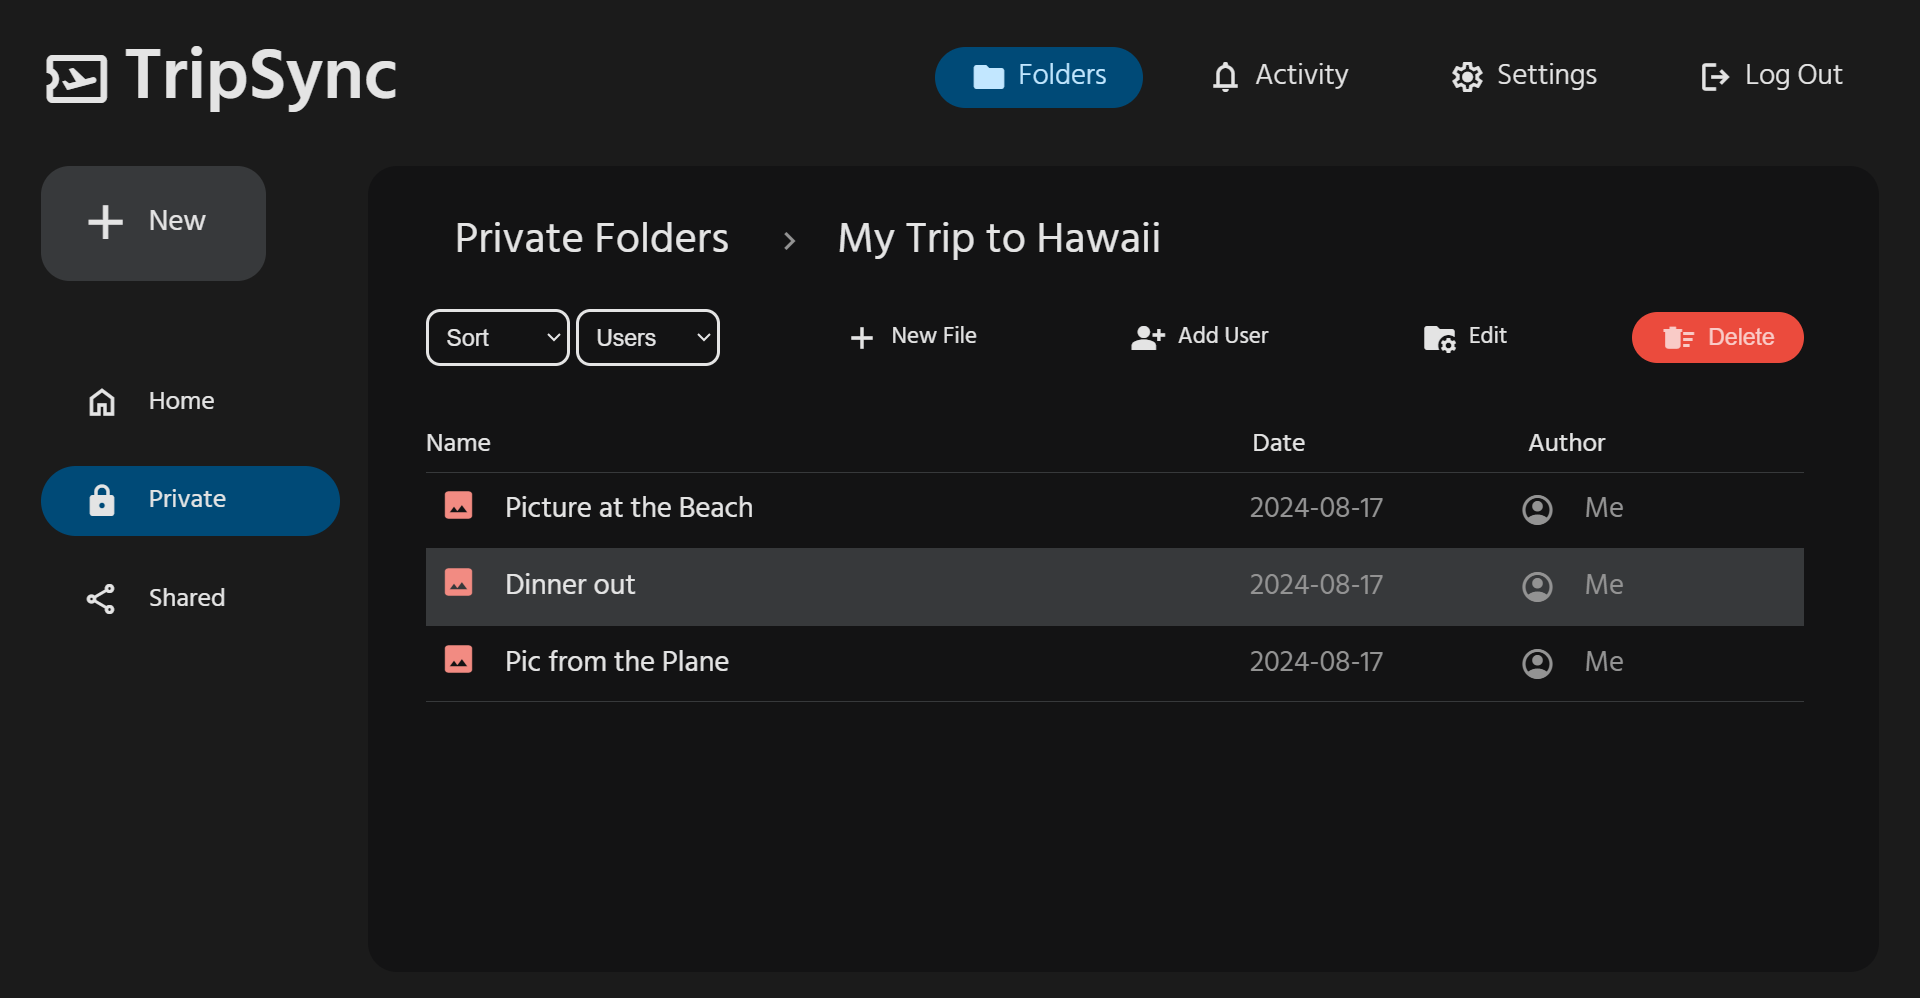 TripSync
Folders
Activity
Settings
Log Out
New
Home
Private
Shared
Private Folders > My Trip to Hawaii
Sort
Users
New File
Add User
Edit
Delete
Name Date Author
Picture at the Beach 2024-08-17 Me
Dinner out 2024-08-17 Me
Pic from the Plane 2024-08-17 Me